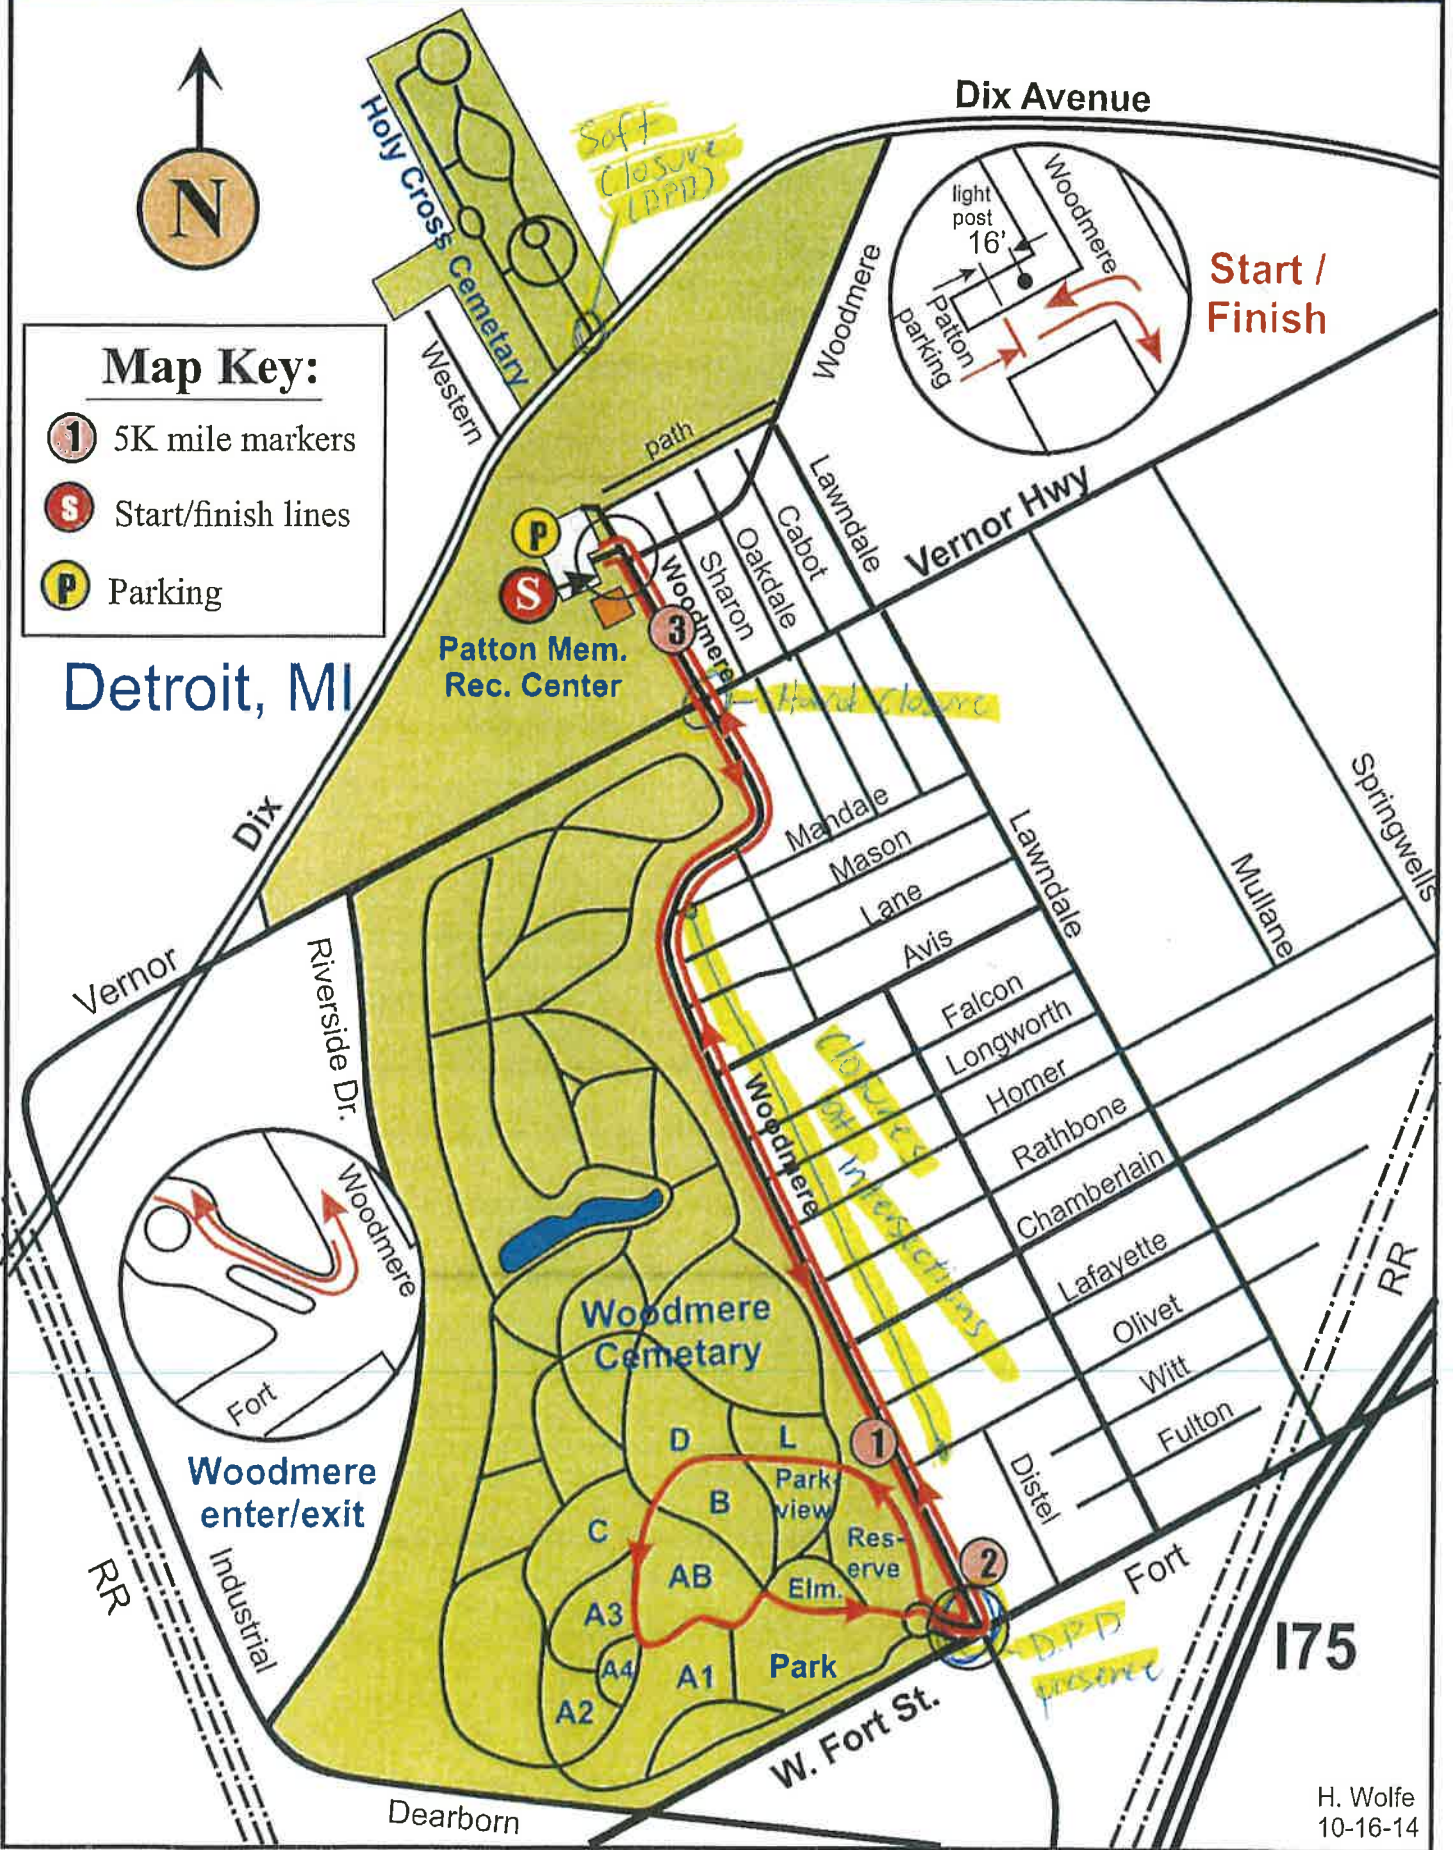 N
Holy Cross Cemetary
Soft
Closure
(DPD)
Dix Avenue
Woodmere
light
post
16'
Woodmere
Patton
parking
Start /
Finish
Map Key:
1 5K mile markers
S Start/finish lines
P Parking
Western
path
Lawndale
Vernor Hwy
Cabot
Oakdale
Sharon
Woodmere
P
S
3
Patton Mem.
Rec. Center
Detroit, MI
Hard Closure
Dix
Mandale
Mason
Lane
Avis
Lawndale
Springwells
Mullane
Vernor
Riverside Dr.
Falcon
Longworth
Homer
Rathbone
Chamberlain
Lafayette
Olivet
Witt
Fulton
Woodmere
Closures
at
intersections
Woodmere
Fort
Woodmere
enter/exit
Woodmere
Cemetary
RR
RR
Industrial
D
L
1
Park-
view
B
C
Res-
erve
AB
Elm.
A3
A4
A1
A2
Park
2
Distel
Fort
D.P.D
presence
I75
W. Fort St.
Dearborn
H. Wolfe
10-16-14